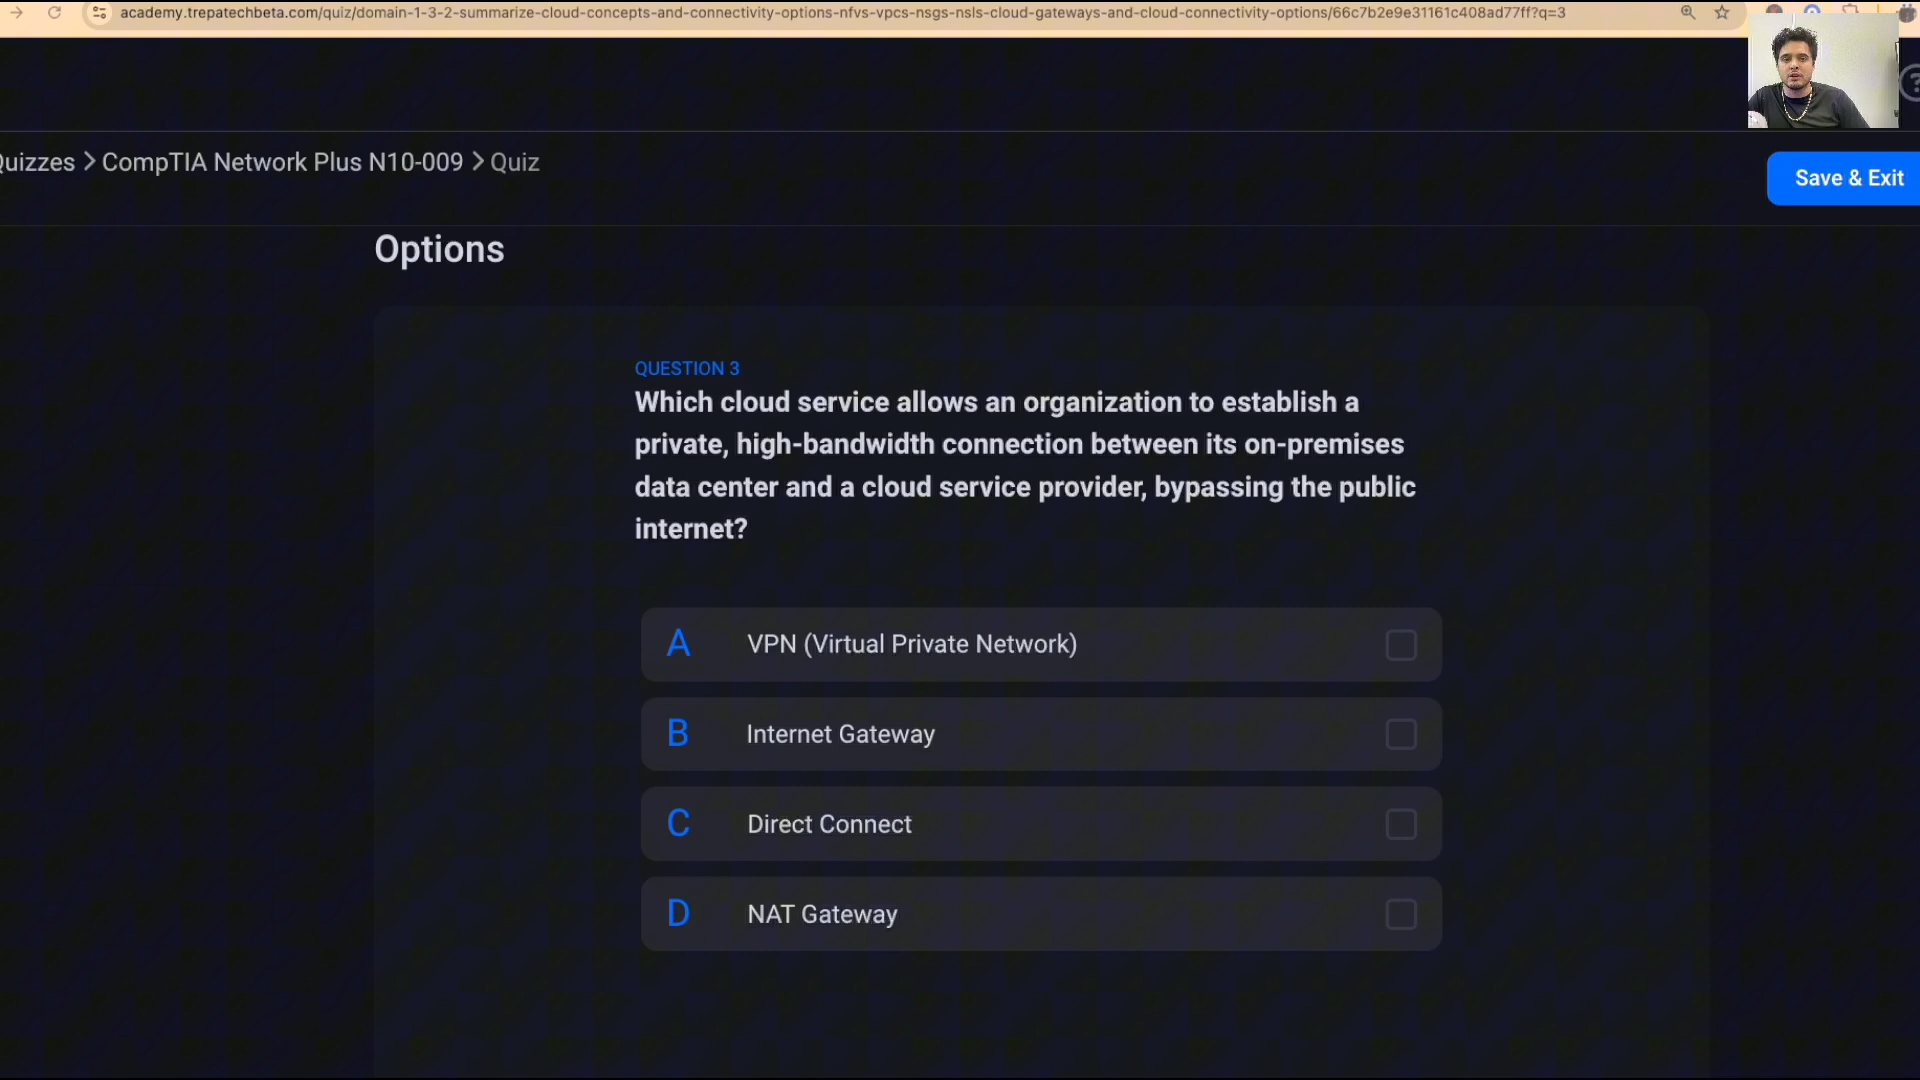 academy.trepatechbeta.com/quiz/domain-1-3-2-summarize-cloud-concepts-and-connectivity-options-nfvs-vpcs-nsgs-nsls-cloud-gateways-and-cloud-connectivity-options/66c7b2e9e31161c408ad77ff?q=3
Quizzes > CompTIA Network Plus N10-009 > Quiz
Save & Exit
Options
QUESTION 3
Which cloud service allows an organization to establish a
private, high-bandwidth connection between its on-premises
data center and a cloud service provider, bypassing the public
internet?
A VPN (Virtual Private Network)
B Internet Gateway
C Direct Connect
D NAT Gateway